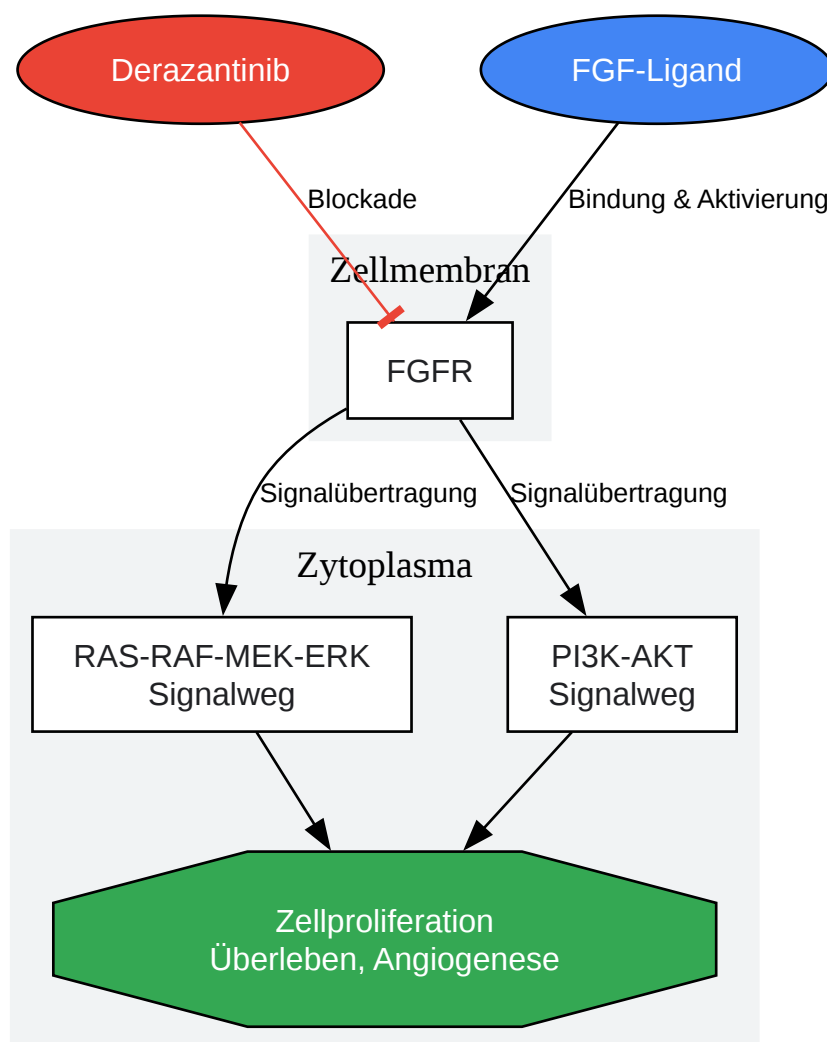 Derazantinib
FGF-Ligand
Blockade
Bindung & Aktivierung
Zellmembran
FGFR
Signalübertragung
Signalübertragung
Zytoplasma
RAS-RAF-MEK-ERK
Signalweg
PI3K-AKT
Signalweg
Zellproliferation
Überleben, Angiogenese